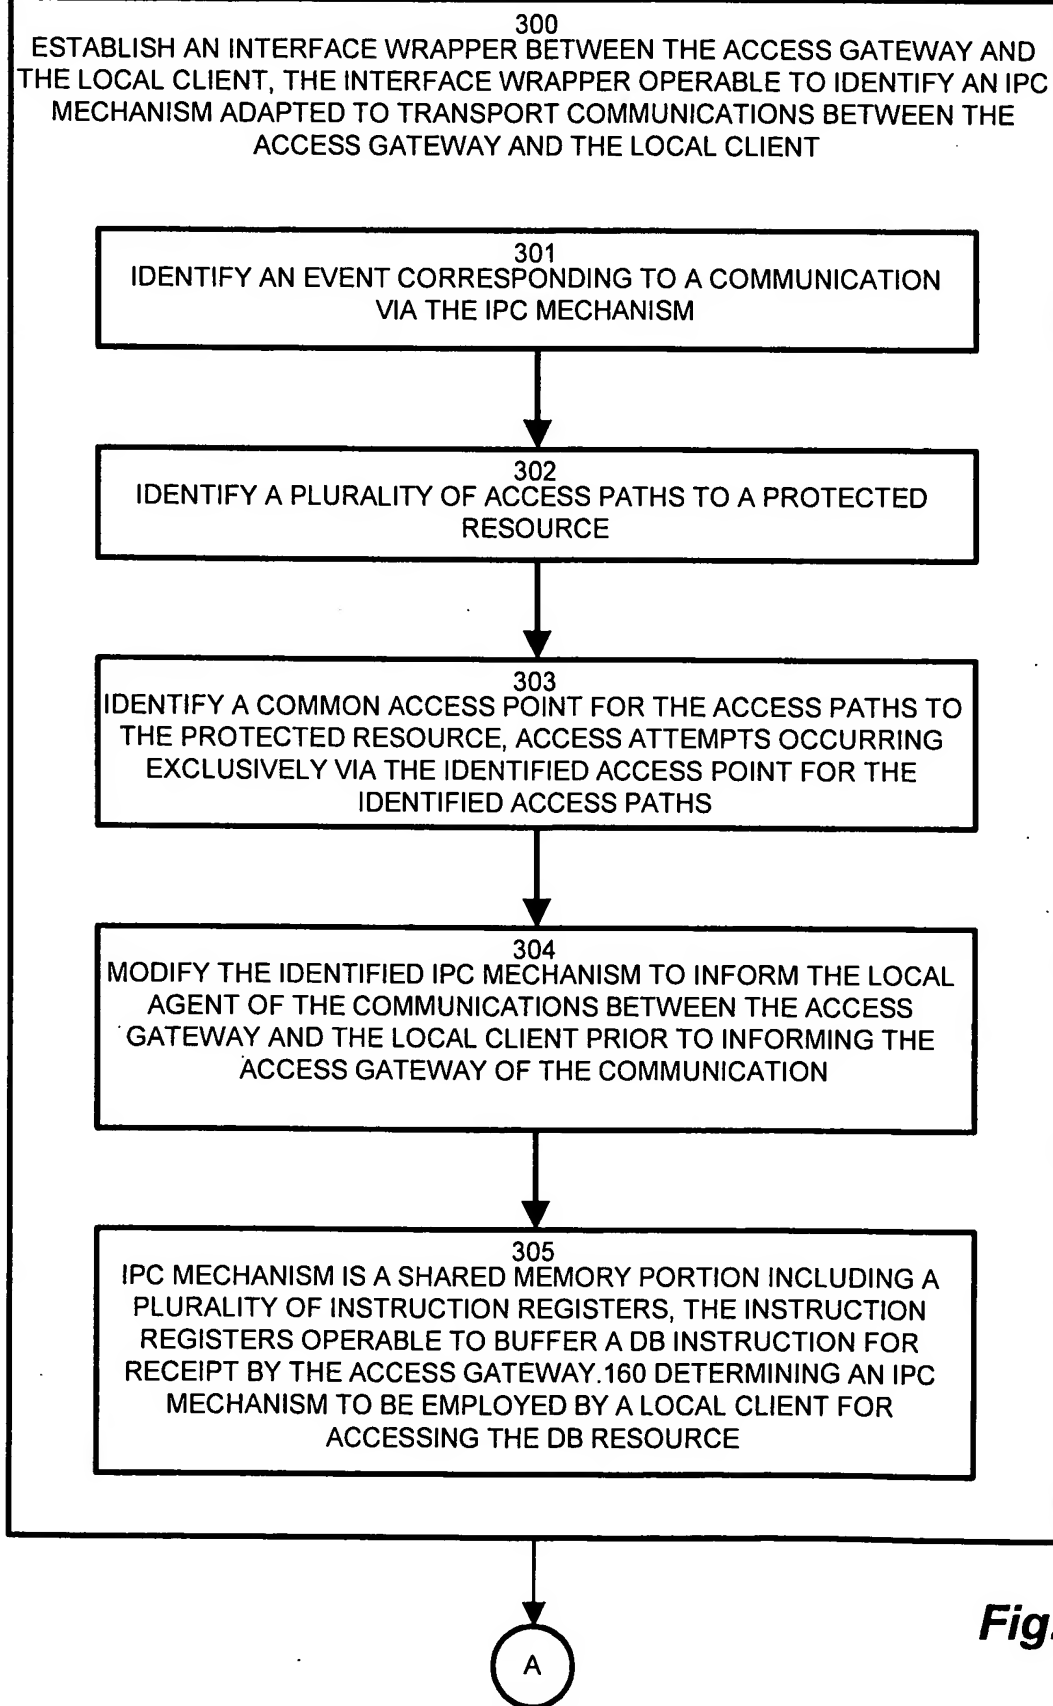 300
ESTABLISH AN INTERFACE WRAPPER BETWEEN THE ACCESS GATEWAY AND
THE LOCAL CLIENT, THE INTERFACE WRAPPER OPERABLE TO IDENTIFY AN IPC
MECHANISM ADAPTED TO TRANSPORT COMMUNICATIONS BETWEEN THE
ACCESS GATEWAY AND THE LOCAL CLIENT
301
IDENTIFY AN EVENT CORRESPONDING TO A COMMUNICATION
VIA THE IPC MECHANISM
302
IDENTIFY A PLURALITY OF ACCESS PATHS TO A PROTECTED
RESOURCE
303
IDENTIFY A COMMON ACCESS POINT FOR THE ACCESS PATHS TO
THE PROTECTED RESOURCE, ACCESS ATTEMPTS OCCURRING
EXCLUSIVELY VIA THE IDENTIFIED ACCESS POINT FOR THE
IDENTIFIED ACCESS PATHS
304
MODIFY THE IDENTIFIED IPC MECHANISM TO INFORM THE LOCAL
AGENT OF THE COMMUNICATIONS BETWEEN THE ACCESS
GATEWAY AND THE LOCAL CLIENT PRIOR TO INFORMING THE
ACCESS GATEWAY OF THE COMMUNICATION
305
IPC MECHANISM IS A SHARED MEMORY PORTION INCLUDING A
PLURALITY OF INSTRUCTION REGISTERS, THE INSTRUCTION
REGISTERS OPERABLE TO BUFFER A DB INSTRUCTION FOR
RECEIPT BY THE ACCESS GATEWAY.160 DETERMINING AN IPC
MECHANISM TO BE EMPLOYED BY A LOCAL CLIENT FOR
ACCESSING THE DB RESOURCE
A
Fig.